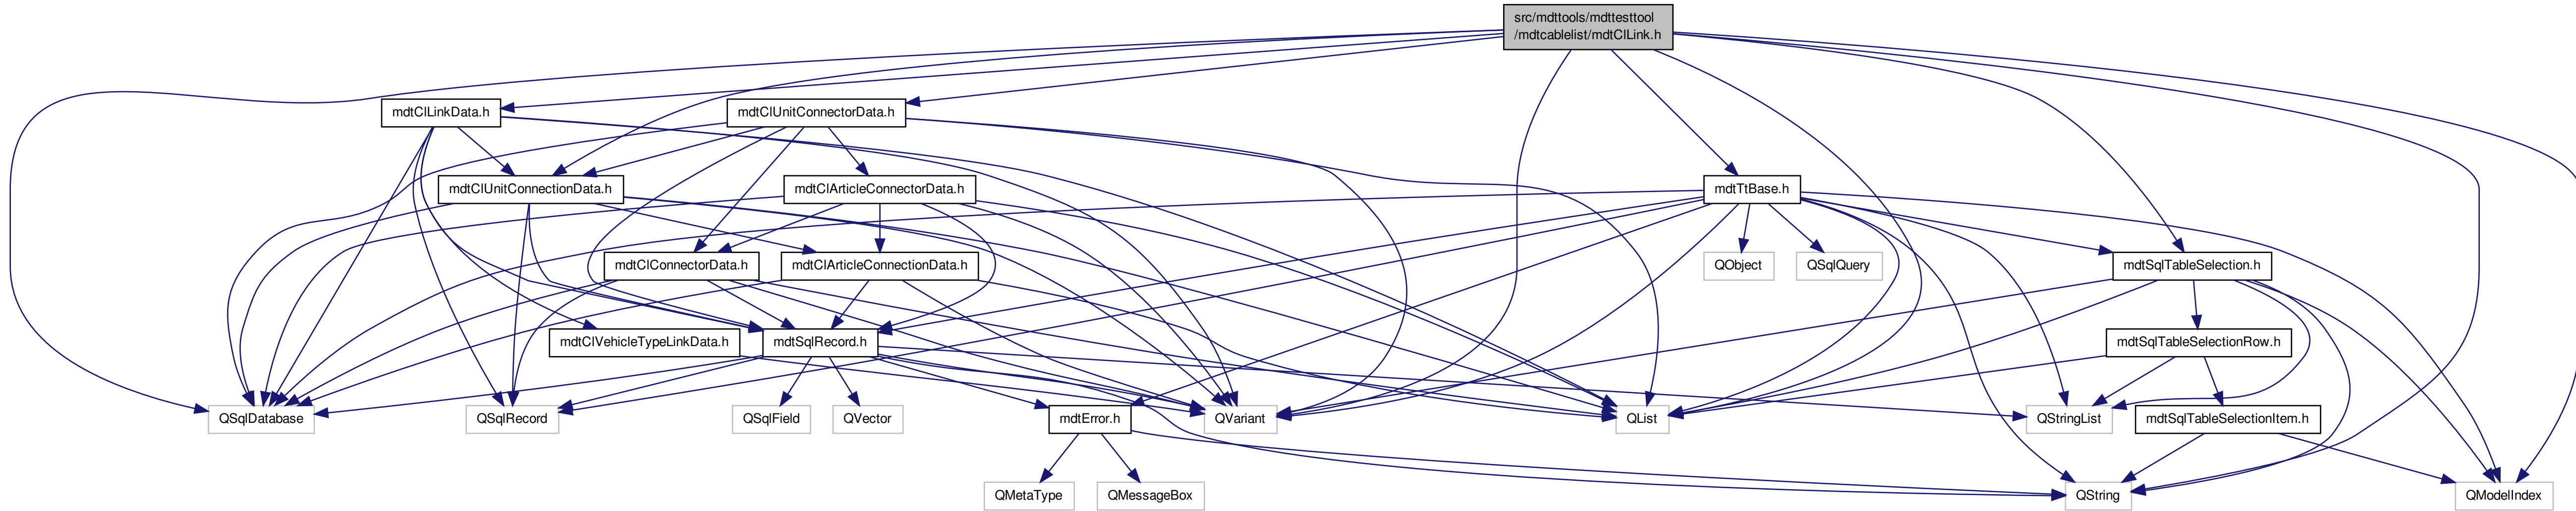 src/mdttools/mdttesttool
/mdtcablelist/mdtClLink.h
mdtClLinkData.h
mdtClUnitConnectorData.h
mdtClUnitConnectionData.h
mdtClArticleConnectorData.h
mdtTtBase.h
mdtClConnectorData.h
mdtClArticleConnectionData.h
QObject
QSqlQuery
mdtSqlTableSelection.h
mdtClVehicleTypeLinkData.h
mdtSqlRecord.h
mdtSqlTableSelectionRow.h
QSqlDatabase
QSqlRecord
QSqlField
QVector
mdtError.h
QVariant
QList
QStringList
mdtSqlTableSelectionItem.h
QMetaType
QMessageBox
QString
QModelIndex